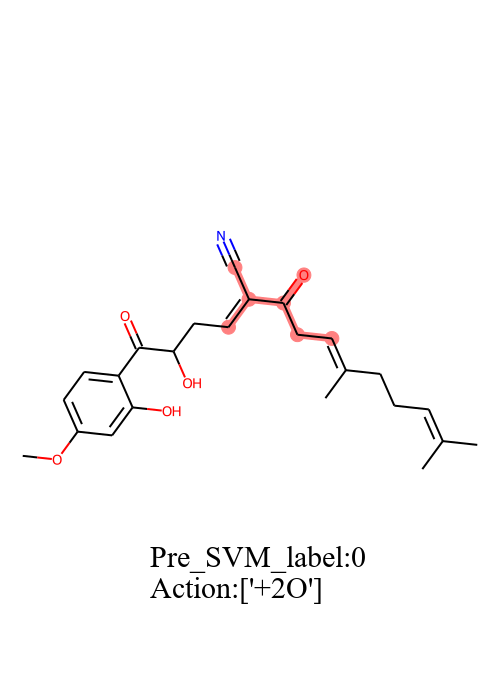 N
O
O
OH
OH
O
Pre_SVM_label:0
Action:['+2O']